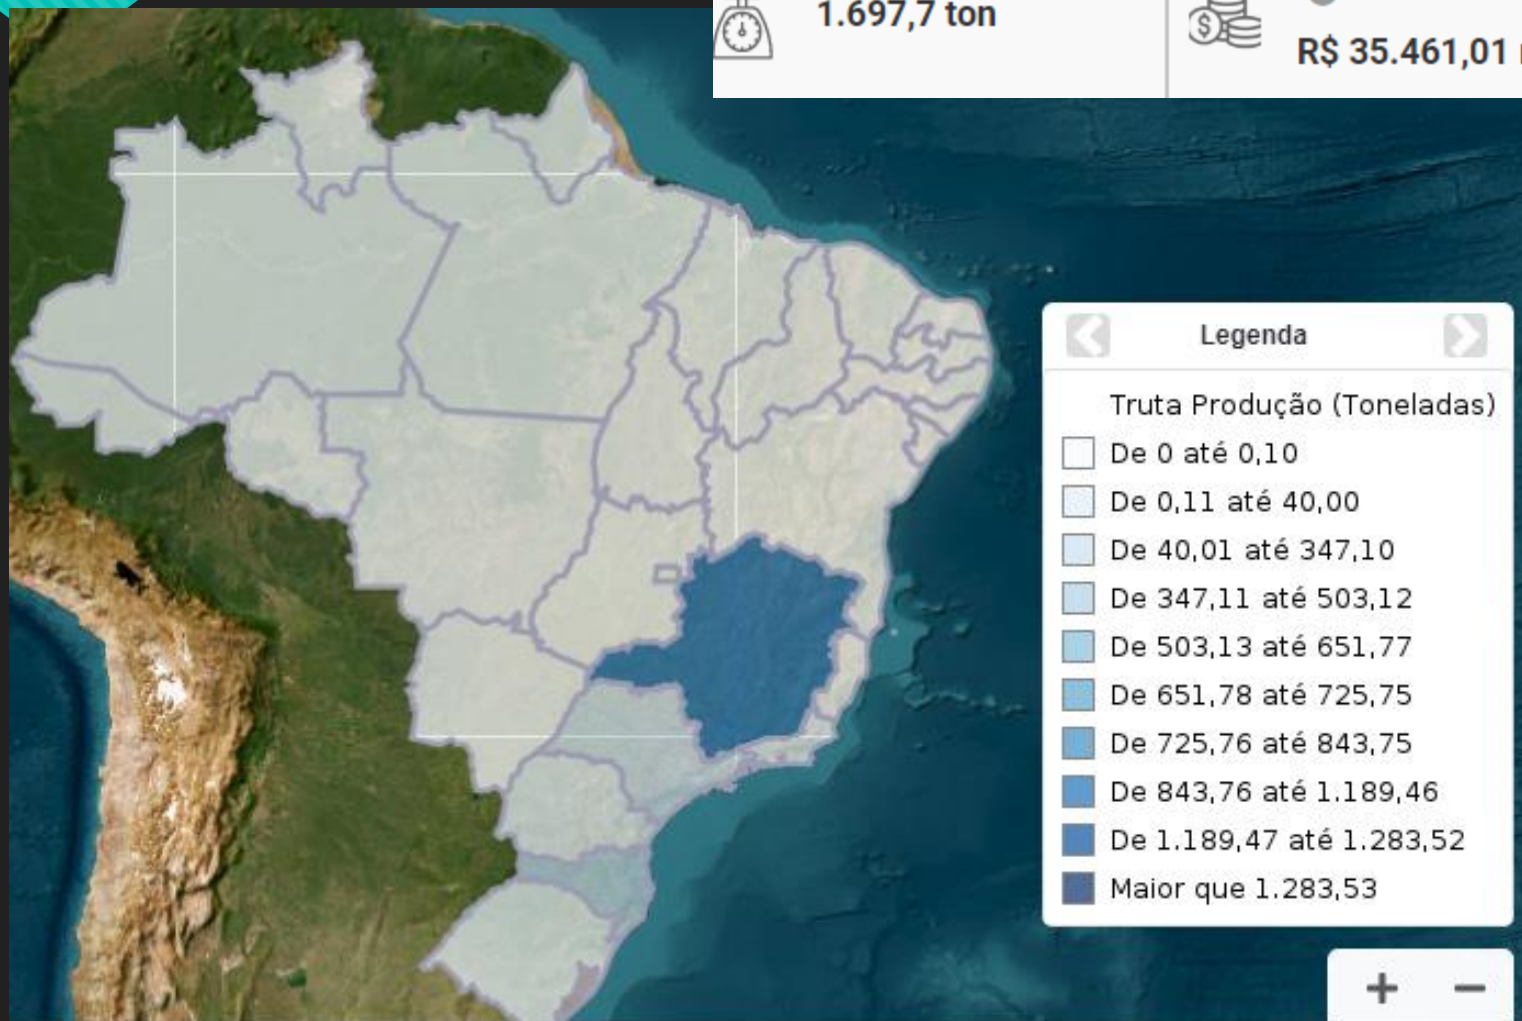 1.697,7 ton
R$ 35.461,01
Legenda
Truta Produção (Toneladas)
De 0 até 0,10
De 0,11 até 40,00
De 40,01 até 347,10
De 347,11 até 503,12
De 503,13 até 651,77
De 651,78 até 725,75
De 725,76 até 843,75
De 843,76 até 1.189,46
De 1.189,47 até 1.283,52
Maior que 1.283,53
+ −